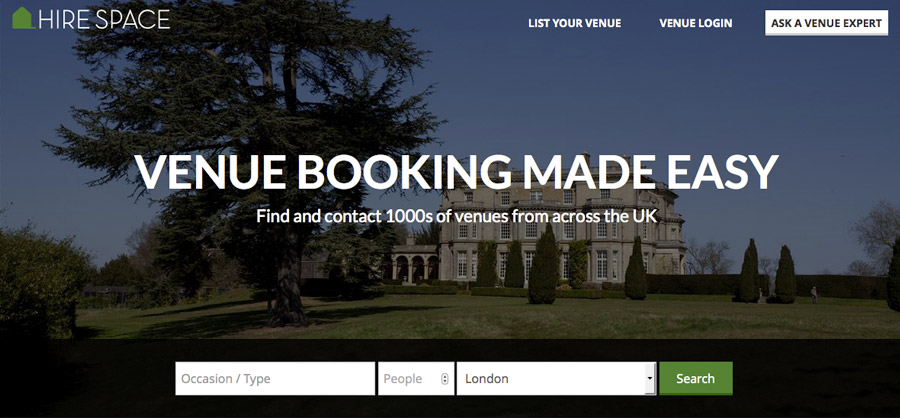 HIRE SPACE
LIST YOUR VENUE
VENUE LOGIN
ASK A VENUE EXPERT
VENUE BOOKING MADE EASY
Find and contact 1000s of venues from across the UK
Occasion / Type
People
London
Search